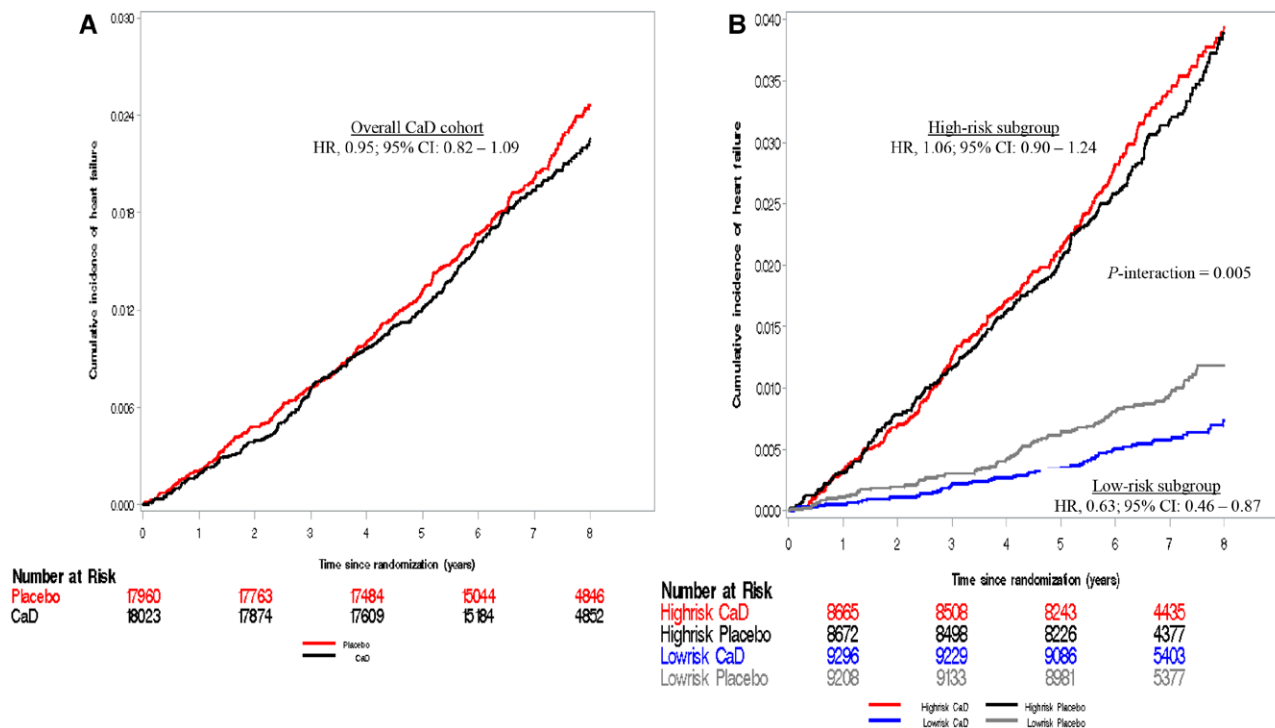 A
Cumulative incidence of heart failure
0.030
0.024
0.018
0.012
0.006
0.000
Overall CaD cohort
HR, 0.95; 95% CI: 0.82 – 1.09
0 1 2 3 4 5 6 7 8
Time since randomization (years)
Number at Risk
Placebo 17960 17763 17484 15044 4846
CaD 18023 17874 17609 15184 4852
Placebo
CaD
B
Cumulative incidence of heart failure
0.040
0.035
0.030
0.025
0.020
0.015
0.010
0.005
0.000
High-risk subgroup
HR, 1.06; 95% CI: 0.90 – 1.24
P-interaction = 0.005
Low-risk subgroup
HR, 0.63; 95% CI: 0.46 – 0.87
0 1 2 3 4 5 6 7 8
Time since randomization (years)
Number at Risk
Highrisk CaD 8665 8508 8243 4435
Highrisk Placebo 8672 8498 8226 4377
Lowrisk CaD 9296 9229 9086 5403
Lowrisk Placebo 9208 9133 8981 5377
Highrisk CaD Highrisk Placebo
Lowrisk CaD Lowrisk Placebo